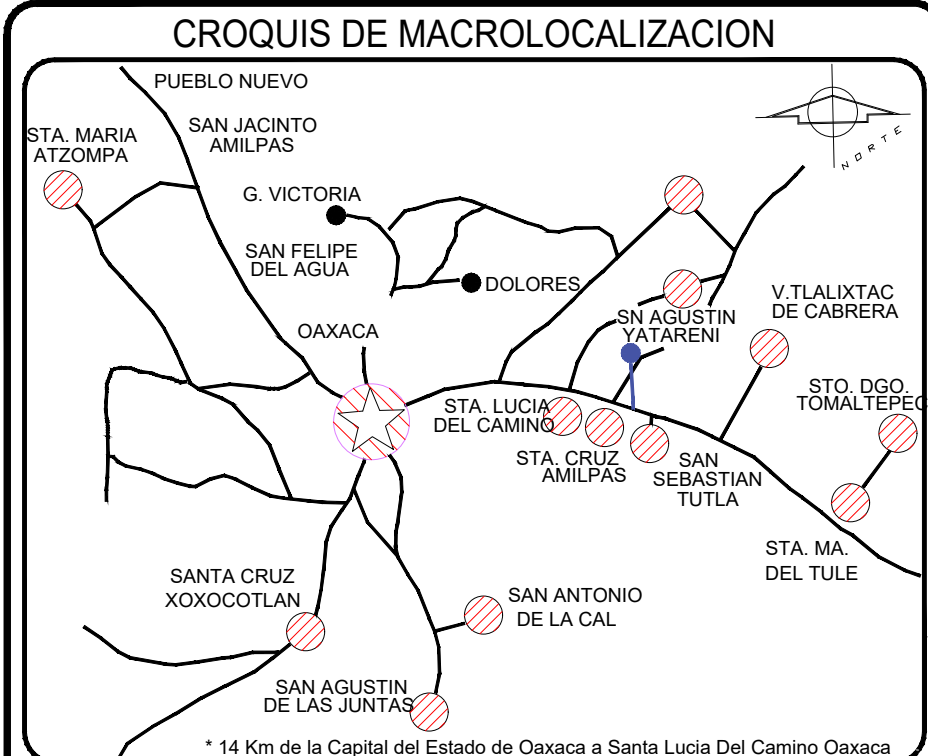 CROQUIS DE MACROLOCALIZACION
PUEBLO NUEVO
SAN JACINTO
AMILPAS
STA. MARIA
ATZOMPA
NORTE
G. VICTORIA
SAN FELIPE
DEL AGUA
DOLORES
V.TLALIXTAC
DE CABRERA
SN AGUSTIN
YATARENI
OAXACA
STO. DGO.
TOMALTEPEC
STA. LUCIA
DEL CAMINO
STA. CRUZ
AMILPAS
SAN
SEBASTIAN
TUTLA
STA. MA.
DEL TULE
SANTA CRUZ
XOXOCOTLAN
SAN ANTONIO
DE LA CAL
SAN AGUSTIN
DE LAS JUNTAS
* 14 Km de la Capital del Estado de Oaxaca a Santa Lucia Del Camino Oaxaca